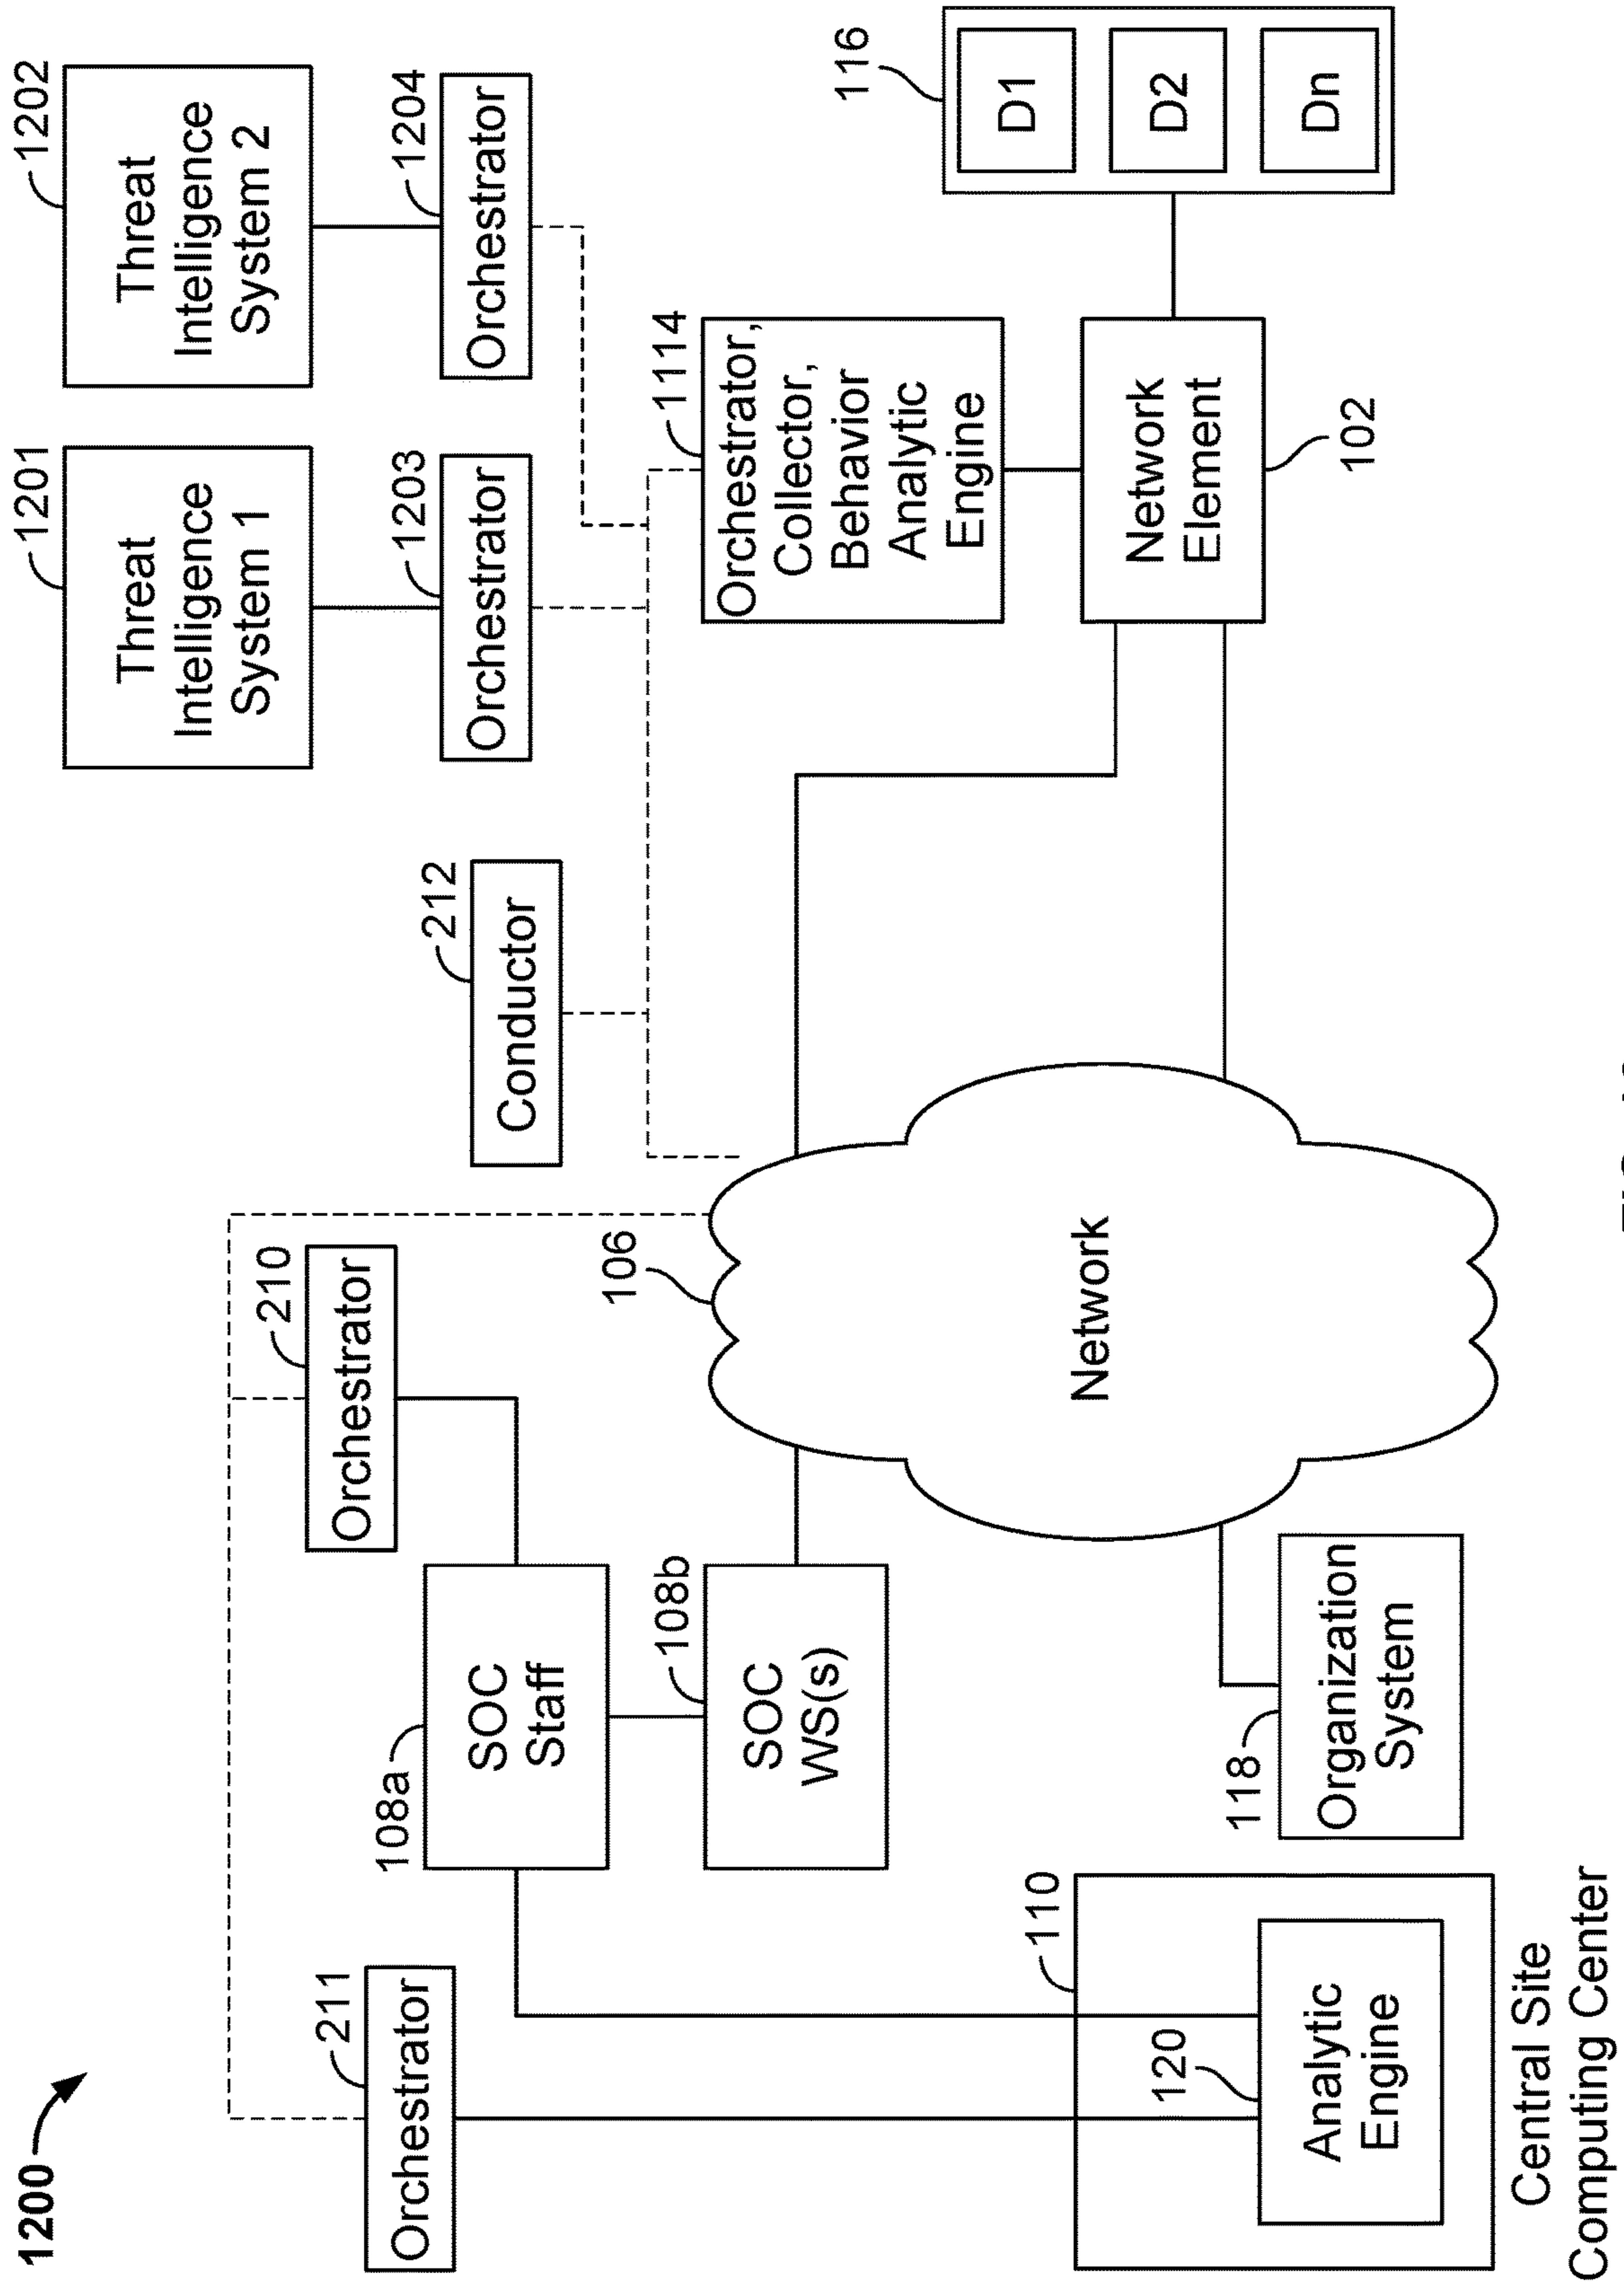 1200
211
Orchestrator
210
Orchestrator
212
Conductor
1201
Threat
Intelligence
System 1
1203
Orchestrator
1202
Threat
Intelligence
System 2
1204
Orchestrator
108a
SOC
Staff
108b
SOC
WS(s)
106
Network
1114
Orchestrator,
Collector,
Behavior
Analytic
Engine
Network
Element
102
116
D1
D2
Dn
110
120
Analytic
Engine
Central Site
Computing Center
118
Organization
System